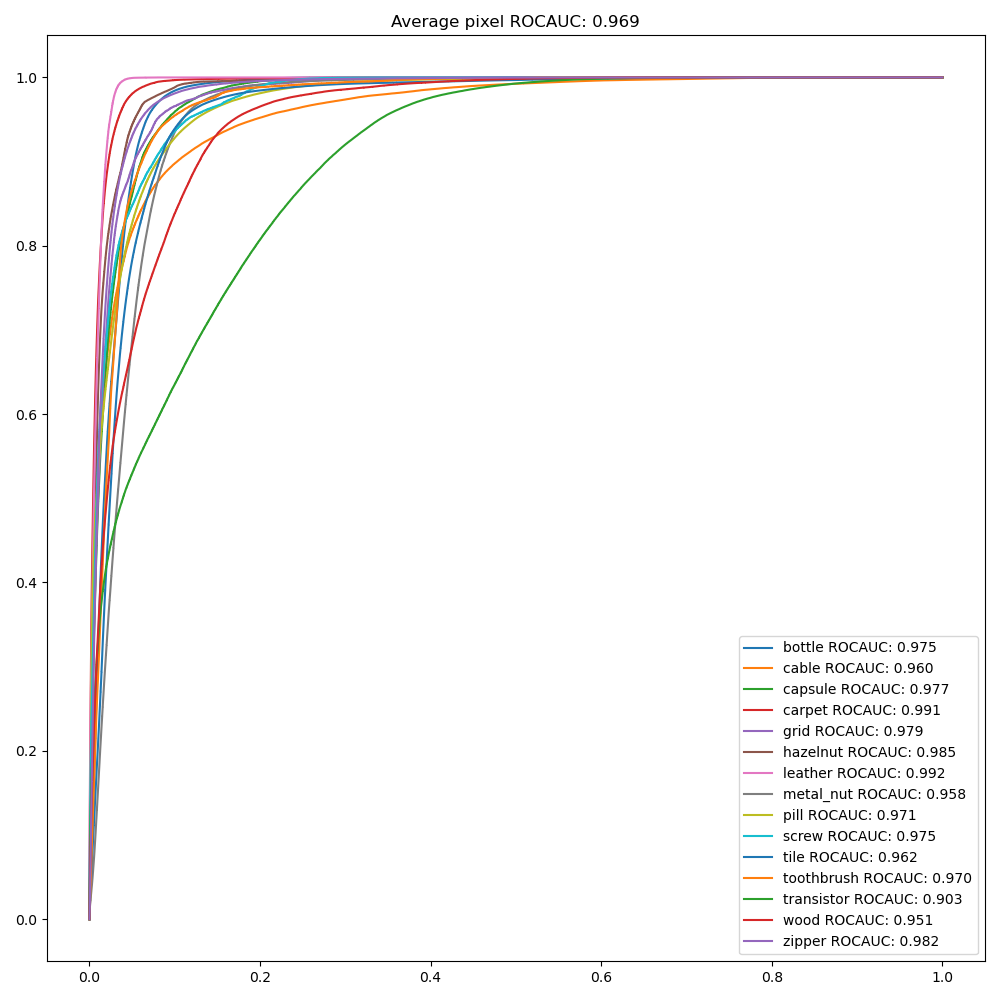 Average pixel ROCAUC: 0.969
1.0
0.8
0.6
0.4
0.2
0.0
0.0 0.2 0.4 0.6 0.8 1.0
bottle ROCAUC: 0.975
cable ROCAUC: 0.960
capsule ROCAUC: 0.977
carpet ROCAUC: 0.991
grid ROCAUC: 0.979
hazelnut ROCAUC: 0.985
leather ROCAUC: 0.992
metal_nut ROCAUC: 0.958
pill ROCAUC: 0.971
screw ROCAUC: 0.975
tile ROCAUC: 0.962
toothbrush ROCAUC: 0.970
transistor ROCAUC: 0.903
wood ROCAUC: 0.951
zipper ROCAUC: 0.982